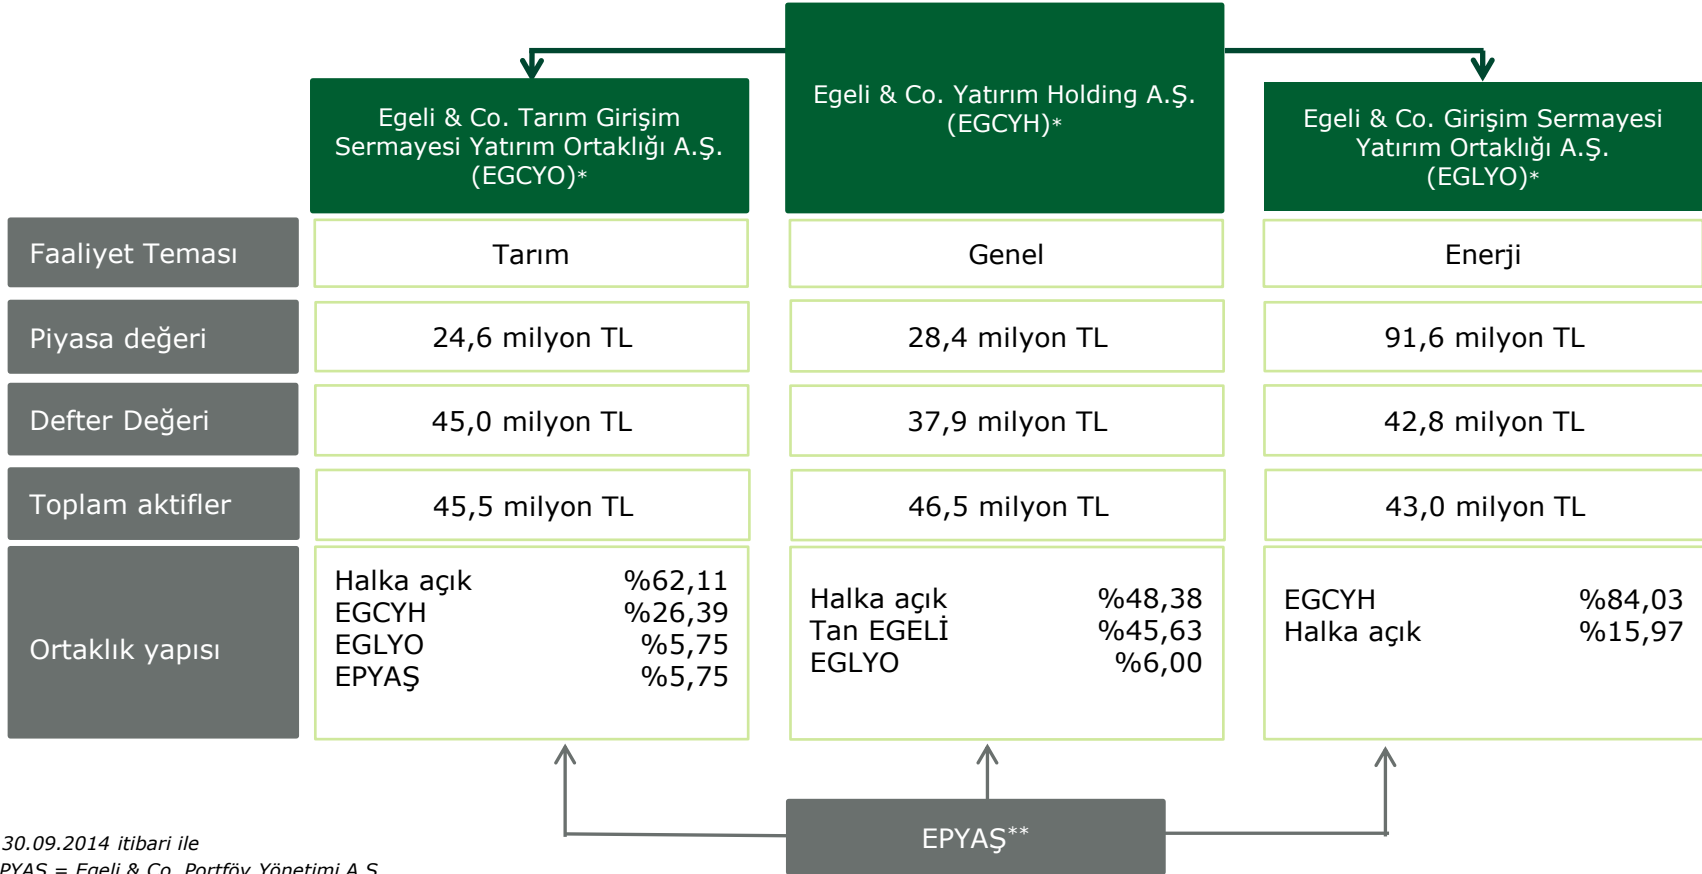 Egeli & Co. Yatırım Holding A.Ş.
(EGCYH)*
Egeli & Co. Tarım Girişim
Sermayesi Yatırım Ortaklığı A.Ş.
(EGCYO)*
Egeli & Co. Girişim Sermayesi
Yatırım Ortaklığı A.Ş.
(EGLYO)*
Faaliyet Teması Tarım Genel Enerji
Piyasa değeri 24,6 milyon TL 28,4 milyon TL 91,6 milyon TL
Defter Değeri 45,0 milyon TL 37,9 milyon TL 42,8 milyon TL
Toplam aktifler 45,5 milyon TL 46,5 milyon TL 43,0 milyon TL
Ortaklık yapısı
Halka açık %62,11
EGCYH %26,39
EGLYO %5,75
EPYAŞ %5,75
Halka açık %48,38
Tan EGELİ %45,63
EGLYO %6,00
EGCYH %84,03
Halka açık %15,97
EPYAŞ**
30.09.2014 itibari ile
PYAŞ = Egeli & Co. Portföy Yönetimi A.Ş.